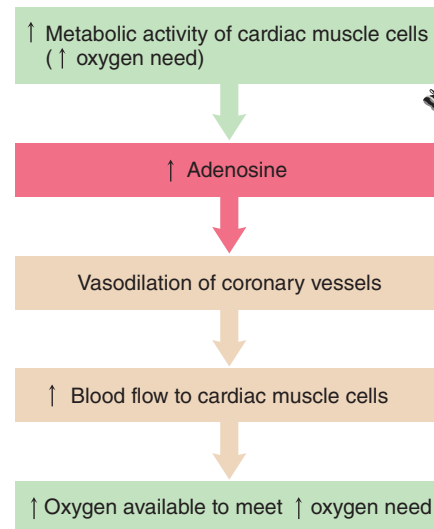 ↑ Metabolic activity of cardiac muscle cells
(↑ oxygen need)
↑ Adenosine
Vasodilation of coronary vessels
↑ Blood flow to cardiac muscle cells
↑ Oxygen available to meet ↑ oxygen need